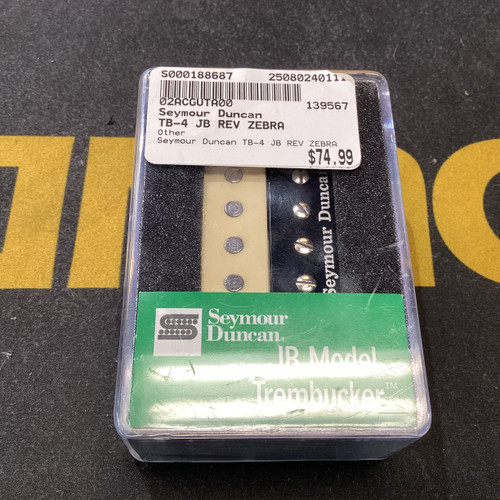 S000188687 25080240111
02ACGUTA00 139567
Seymour Duncan
TB-4 JB REV ZEBRA
Other
Seymour Duncan TB-4 JB REV ZEBRA
$74.99
Seymour Duncan
Seymour
Duncan®
JB Model
Trembucker™